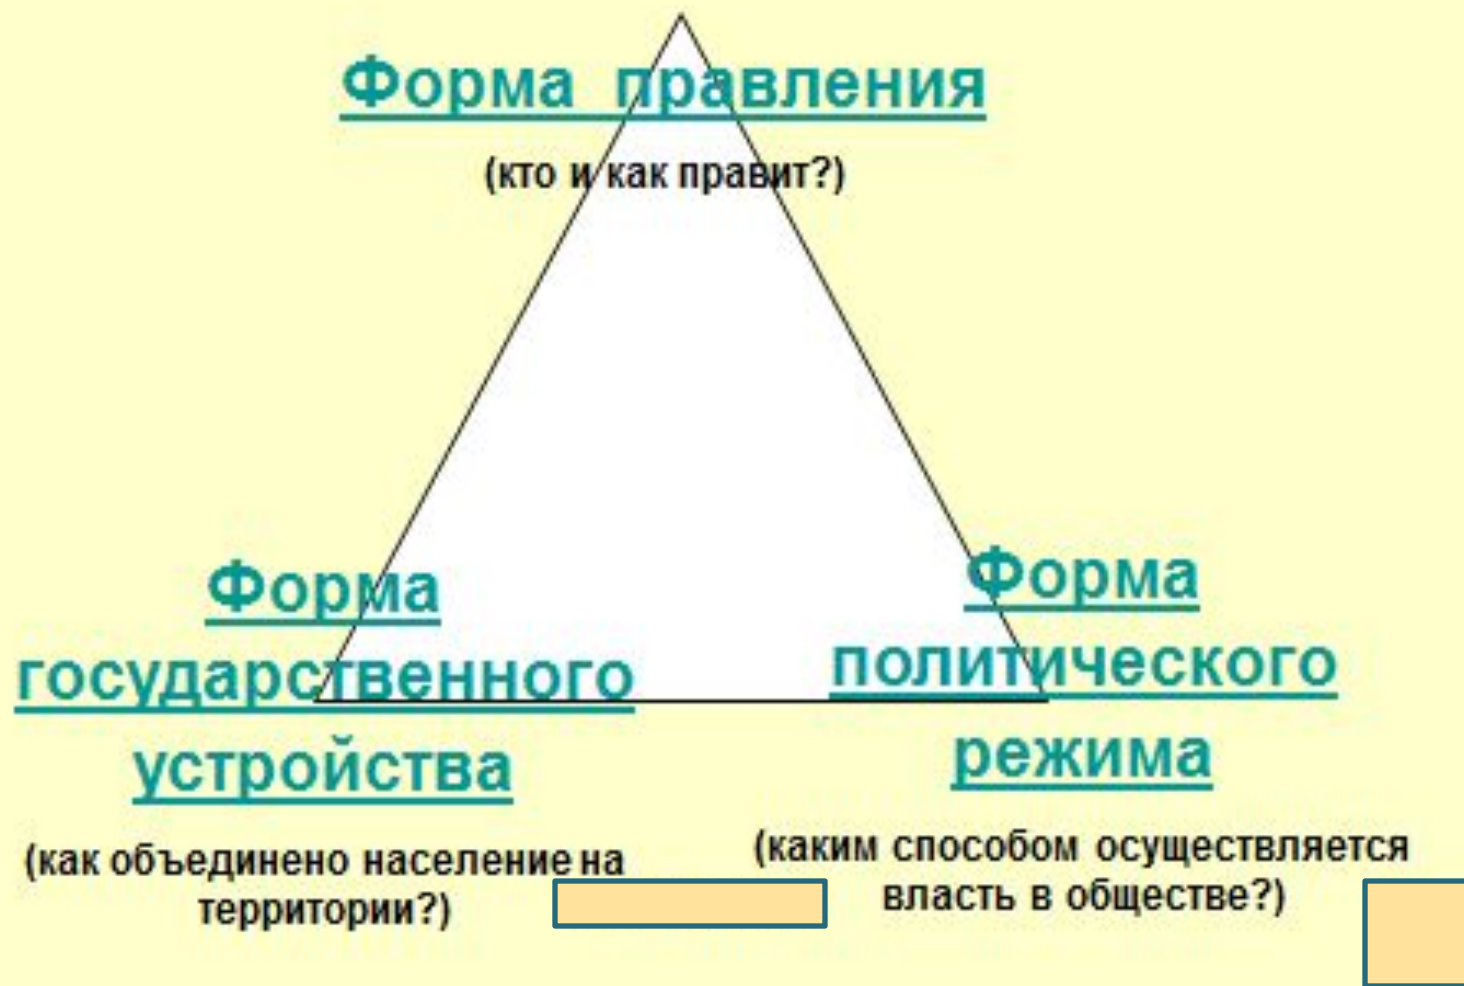 Форма правления
(кто и как правит?)
Форма
государственного
устройства
(как объединено население на
территории?)
Форма
политического
режима
(каким способом осуществляется
власть в обществе?)